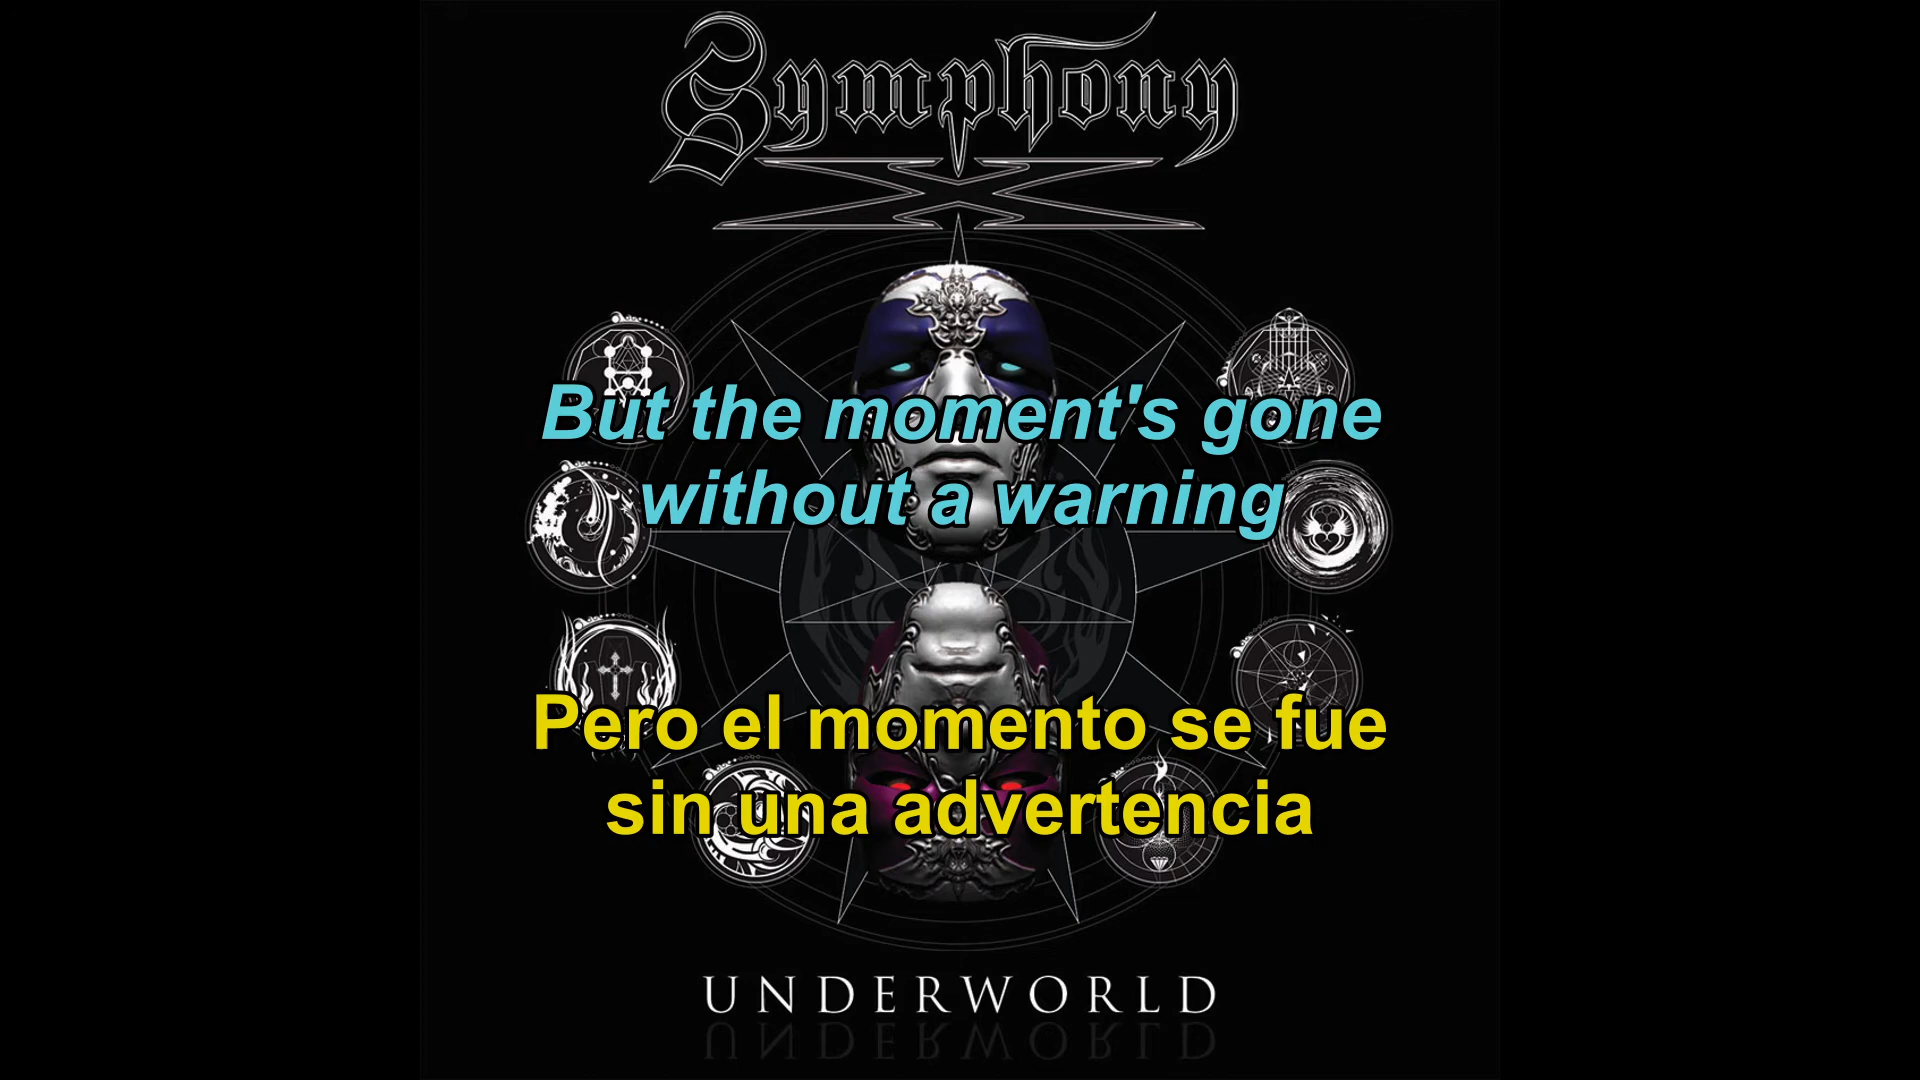 Symphony
X
But the moment's gone
without a warning
Pero el momento se fue
sin una advertencia
UNDERWORLD